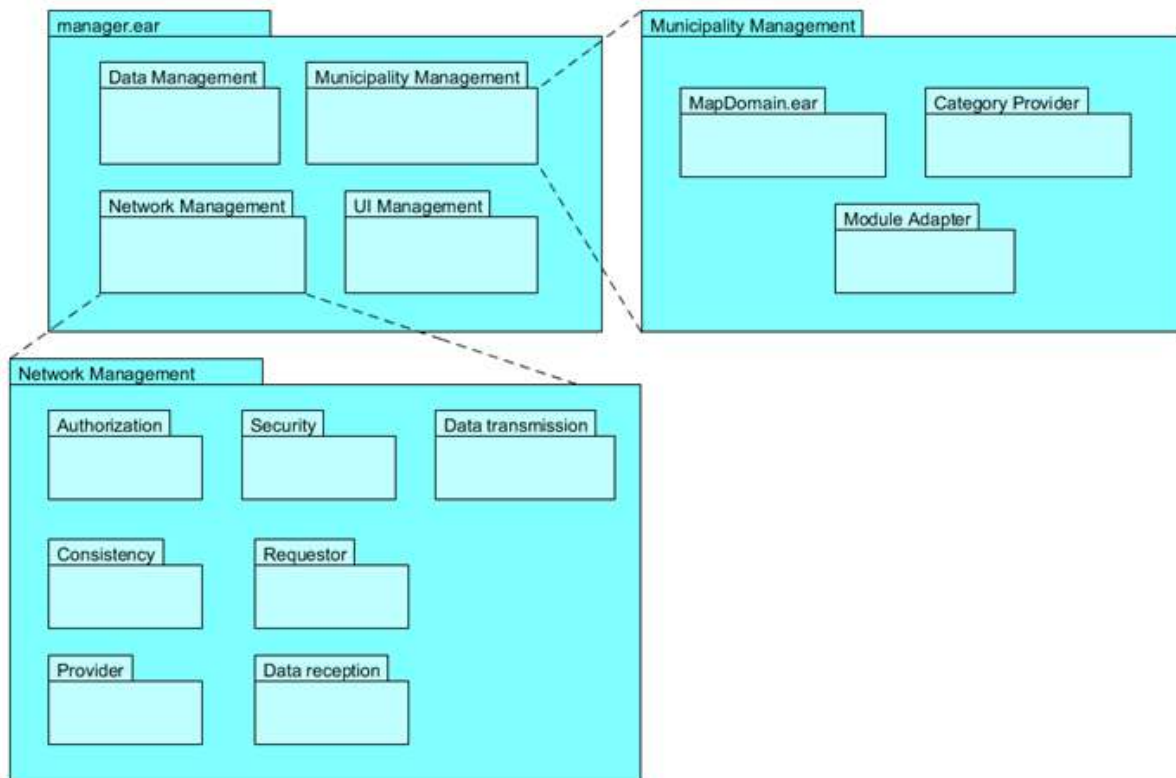 manager.ear
Data Management
Municipality Management
Network Management
UI Management
Municipality Management
MapDomain.ear
Category Provider
Module Adapter
Network Management
Authorization
Security
Data transmission
Consistency
Requestor
Provider
Data reception